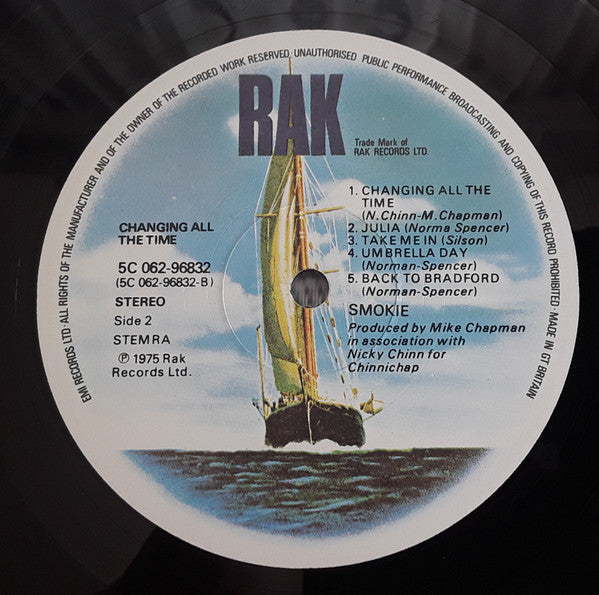 EMI RECORDS LTD·ALL RIGHTS OF THE MANUFACTURER AND OF THE OWNER OF THE RECORDED WORK RESERVED·UNAUTHORISED PUBLIC PERFORMANCE BROADCASTING AND COPYING OF THIS RECORD PROHIBITED·MADE IN GT BRITAIN
RAK
Trade Mark of
RAK RECORDS LTD.
CHANGING ALL
THE TIME
5C 062-96832
(5C 062-96832-B)
STEREO
Side 2
STEMRA
℗ 1975 Rak
Records Ltd.
1. CHANGING ALL THE
TIME
(N.Chinn-M.Chapman)
2. JULIA (Norma Spencer)
3. TAKE ME IN (Silson)
4. UMBRELLA DAY
(Norman-Spencer)
5. BACK TO BRADFORD
(Norman-Spencer)
SMOKIE
Produced by Mike Chapman
in association with
Nicky Chinn for
Chinnichap